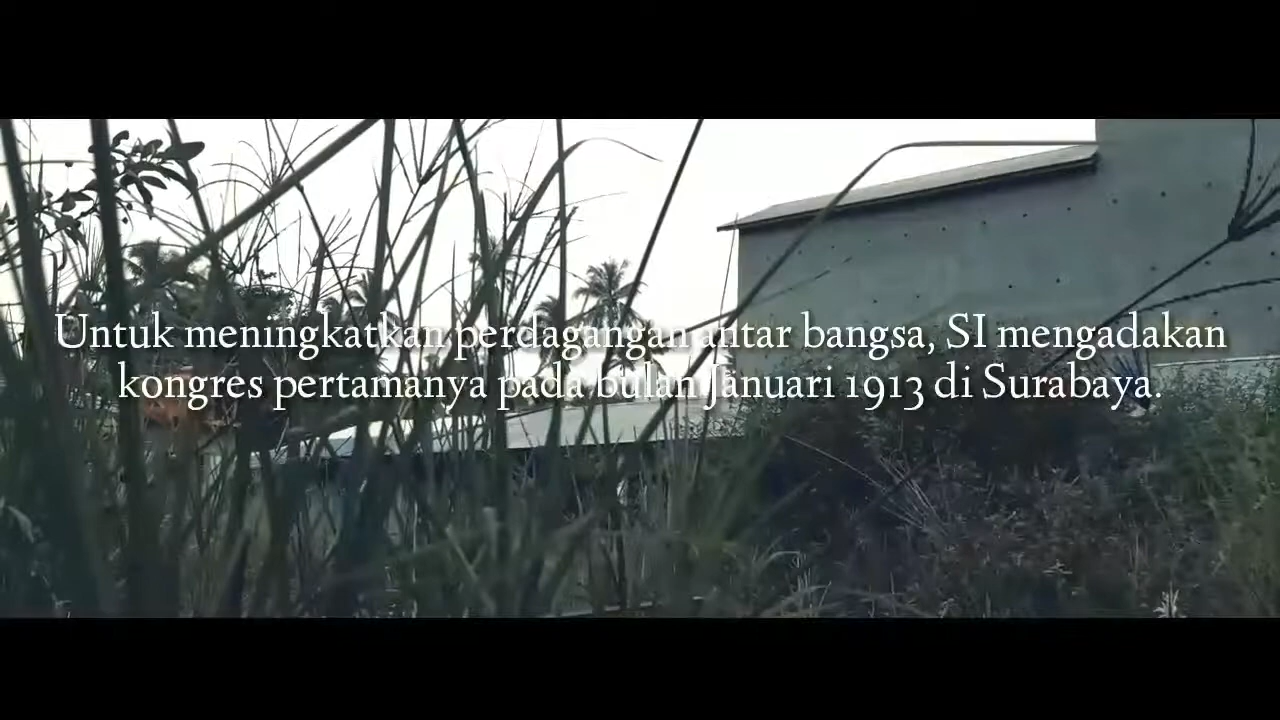 Untuk meningkatkan perdagangan antar bangsa, SI mengadakan
kongres pertamanya pada bulan Januari 1913 di Surabaya.